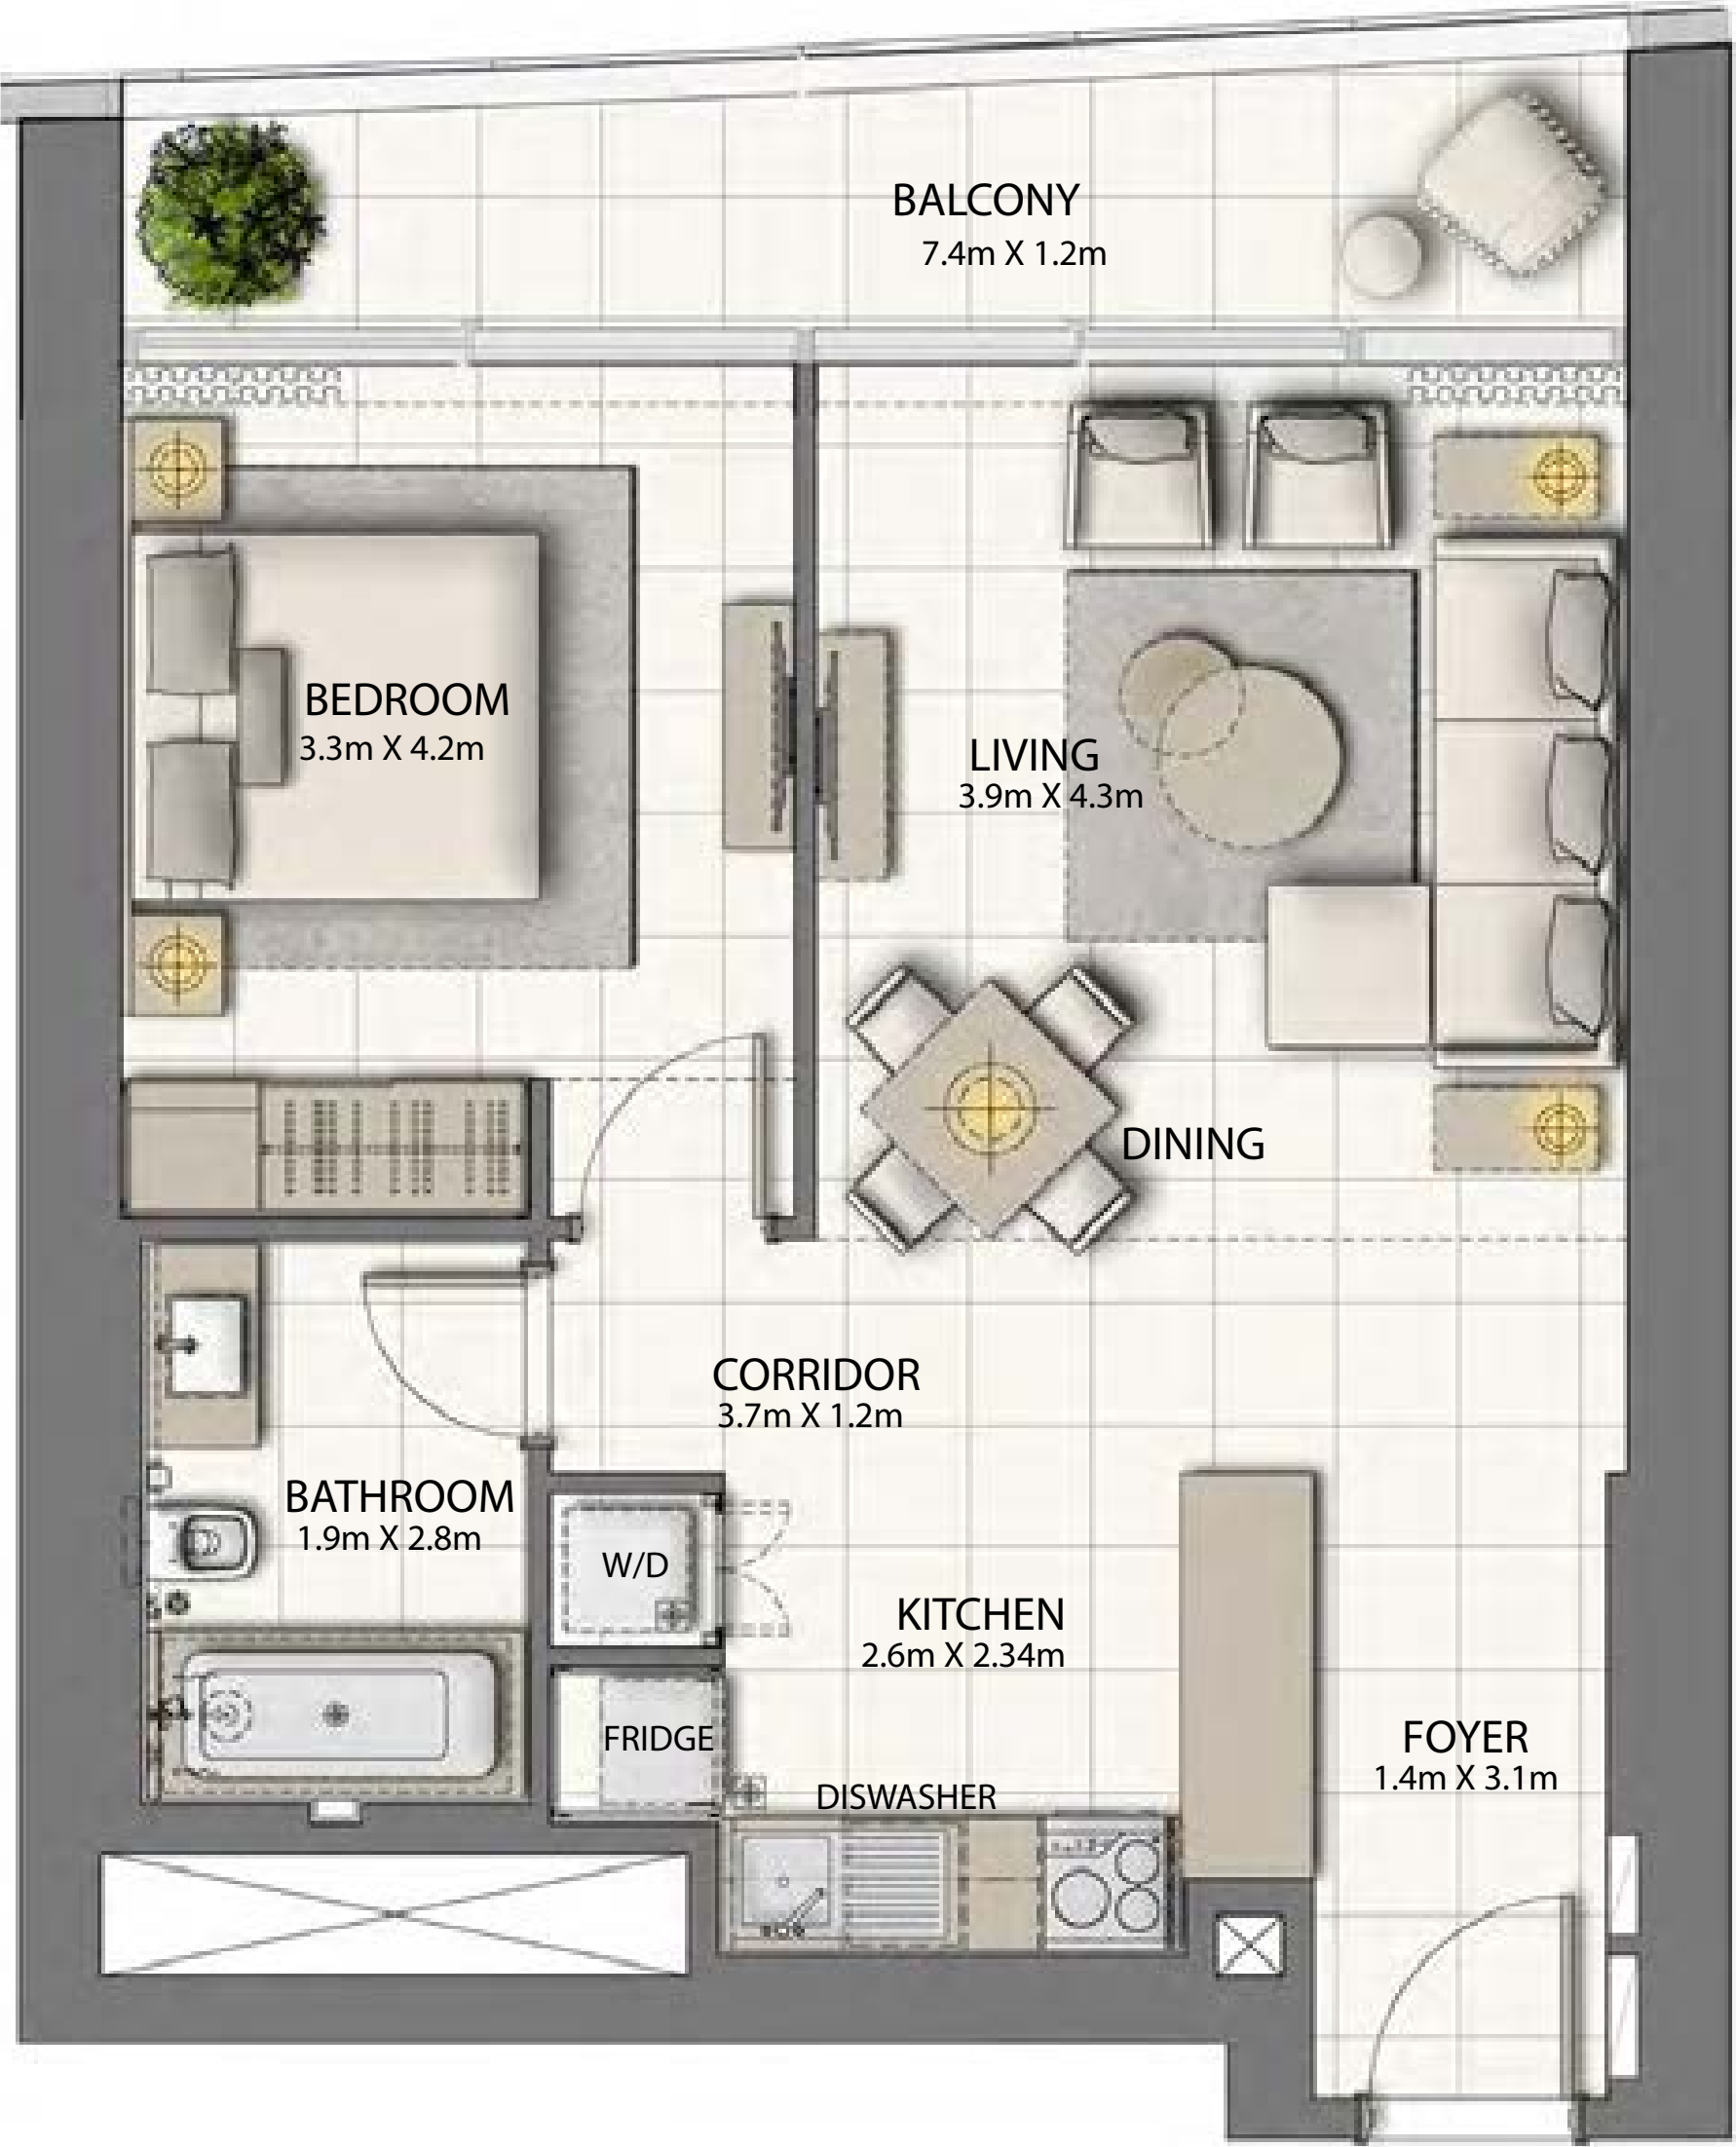 BALCONY
7.4m X 1.2m
BEDROOM
3.3m X 4.2m
LIVING
3.9m X 4.3m
DINING
CORRIDOR
3.7m X 1.2m
BATHROOM
1.9m X 2.8m
W/D
KITCHEN
2.6m X 2.34m
FRIDGE
DISWASHER
FOYER
1.4m X 3.1m